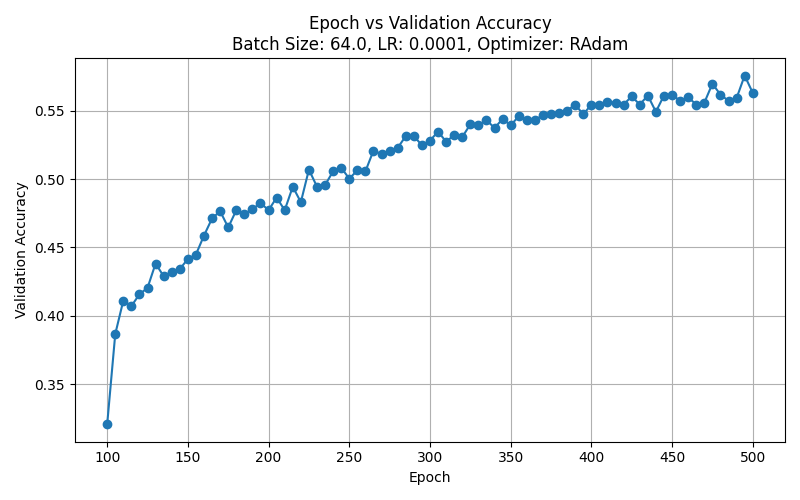 Epoch vs Validation Accuracy
Batch Size: 64.0, LR: 0.0001, Optimizer: RAdam
0.55
0.50
0.45
0.40
0.35
Validation Accuracy
100 150 200 250 300 350 400 450 500
Epoch